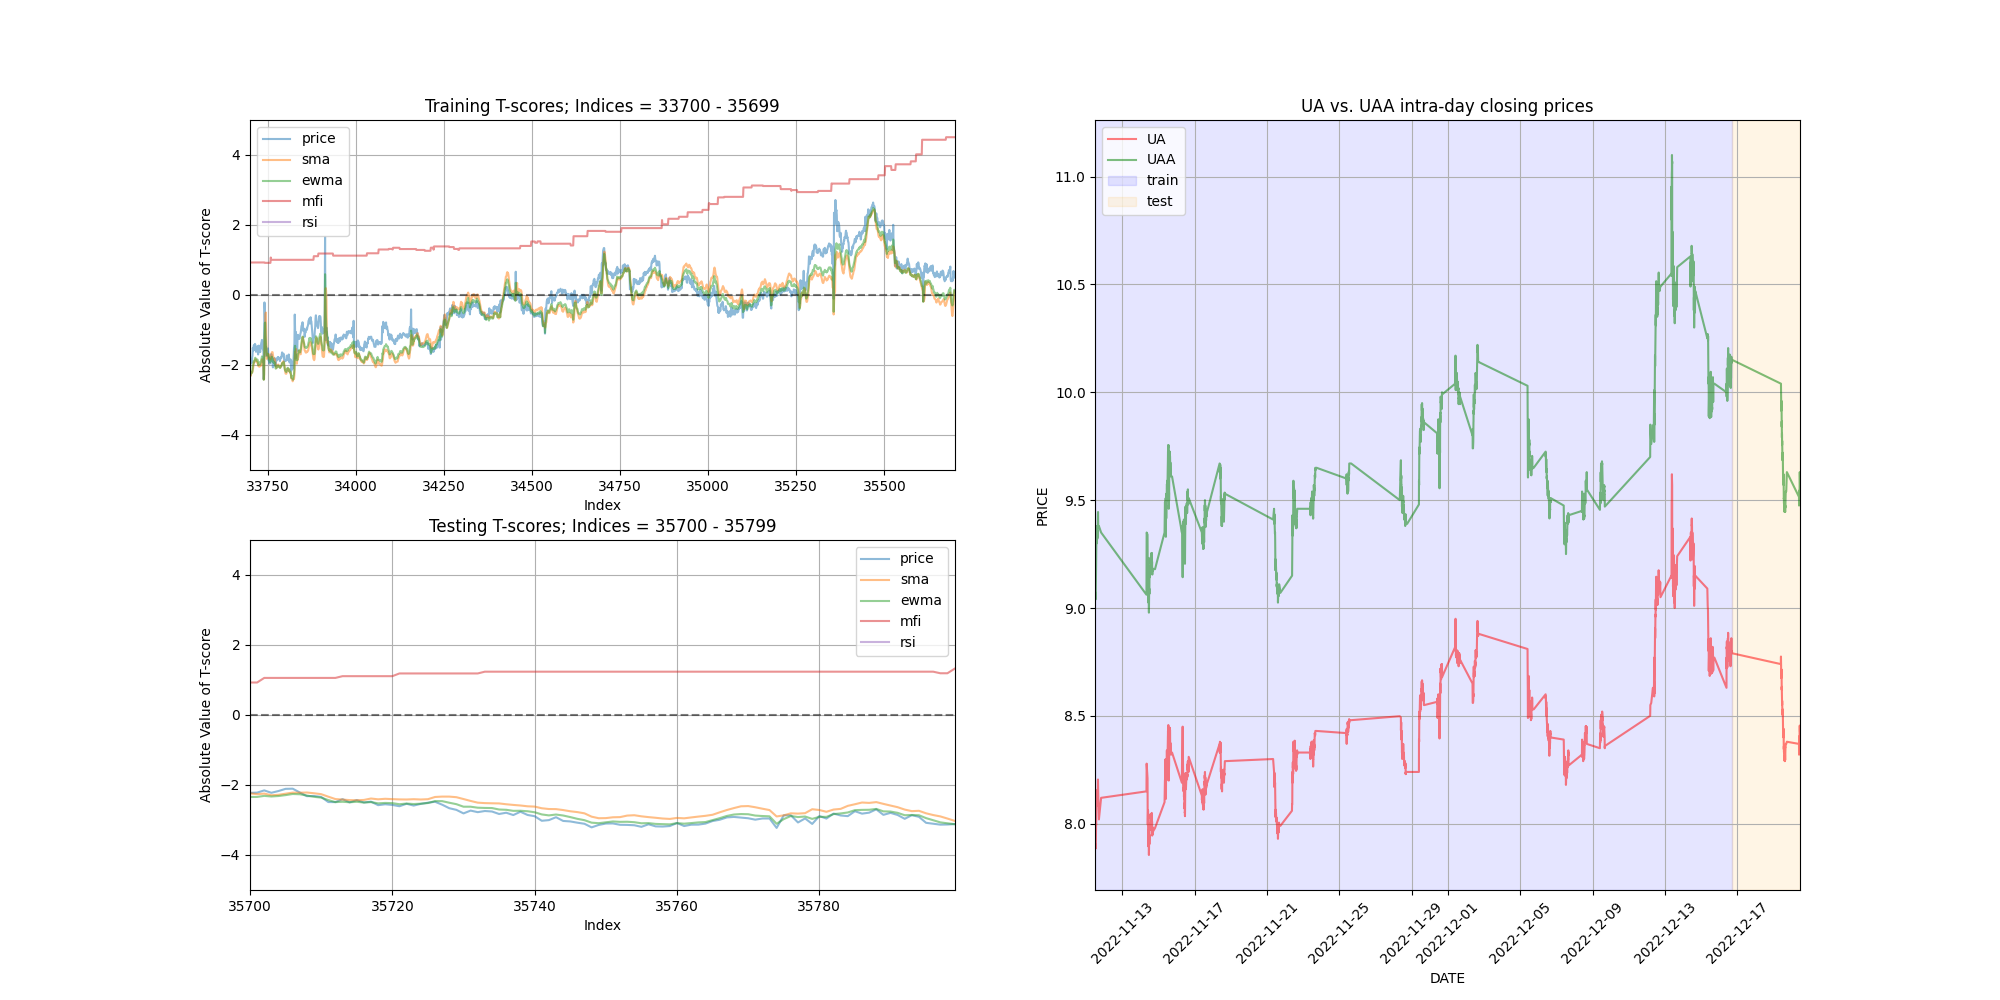 Training T-scores; Indices = 33700 - 35699
Absolute Value of T-score
4
2
0
−2
−4
price
sma
ewma
mfi
rsi
33750 34000 34250 34500 34750 35000 35250 35500
Index
Testing T-scores; Indices = 35700 - 35799
Absolute Value of T-score
4
2
0
−2
−4
price
sma
ewma
mfi
rsi
35700 35720 35740 35760 35780
Index
UA vs. UAA intra-day closing prices
PRICE
11.0
10.5
10.0
9.5
9.0
8.5
8.0
UA
UAA
train
test
2022-11-13 2022-11-17 2022-11-21 2022-11-25 2022-11-29 2022-12-01 2022-12-05 2022-12-09 2022-12-13 2022-12-17
DATE